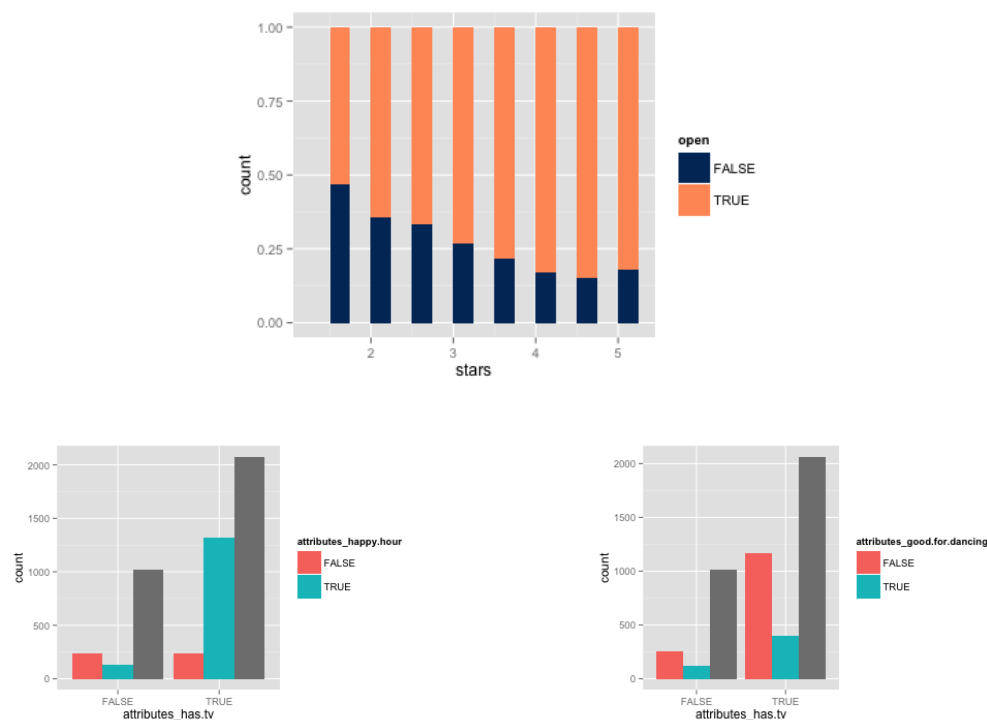 1.00
0.75
0.50
0.25
0.00
count
2 3 4 5
stars
open
FALSE
TRUE
2000
1500
1000
500
0
count
FALSE TRUE
attributes_has.tv
attributes_happy.hour
FALSE
TRUE
2000
1500
1000
500
0
count
FALSE TRUE
attributes_has.tv
attributes_good.for.dancing
FALSE
TRUE